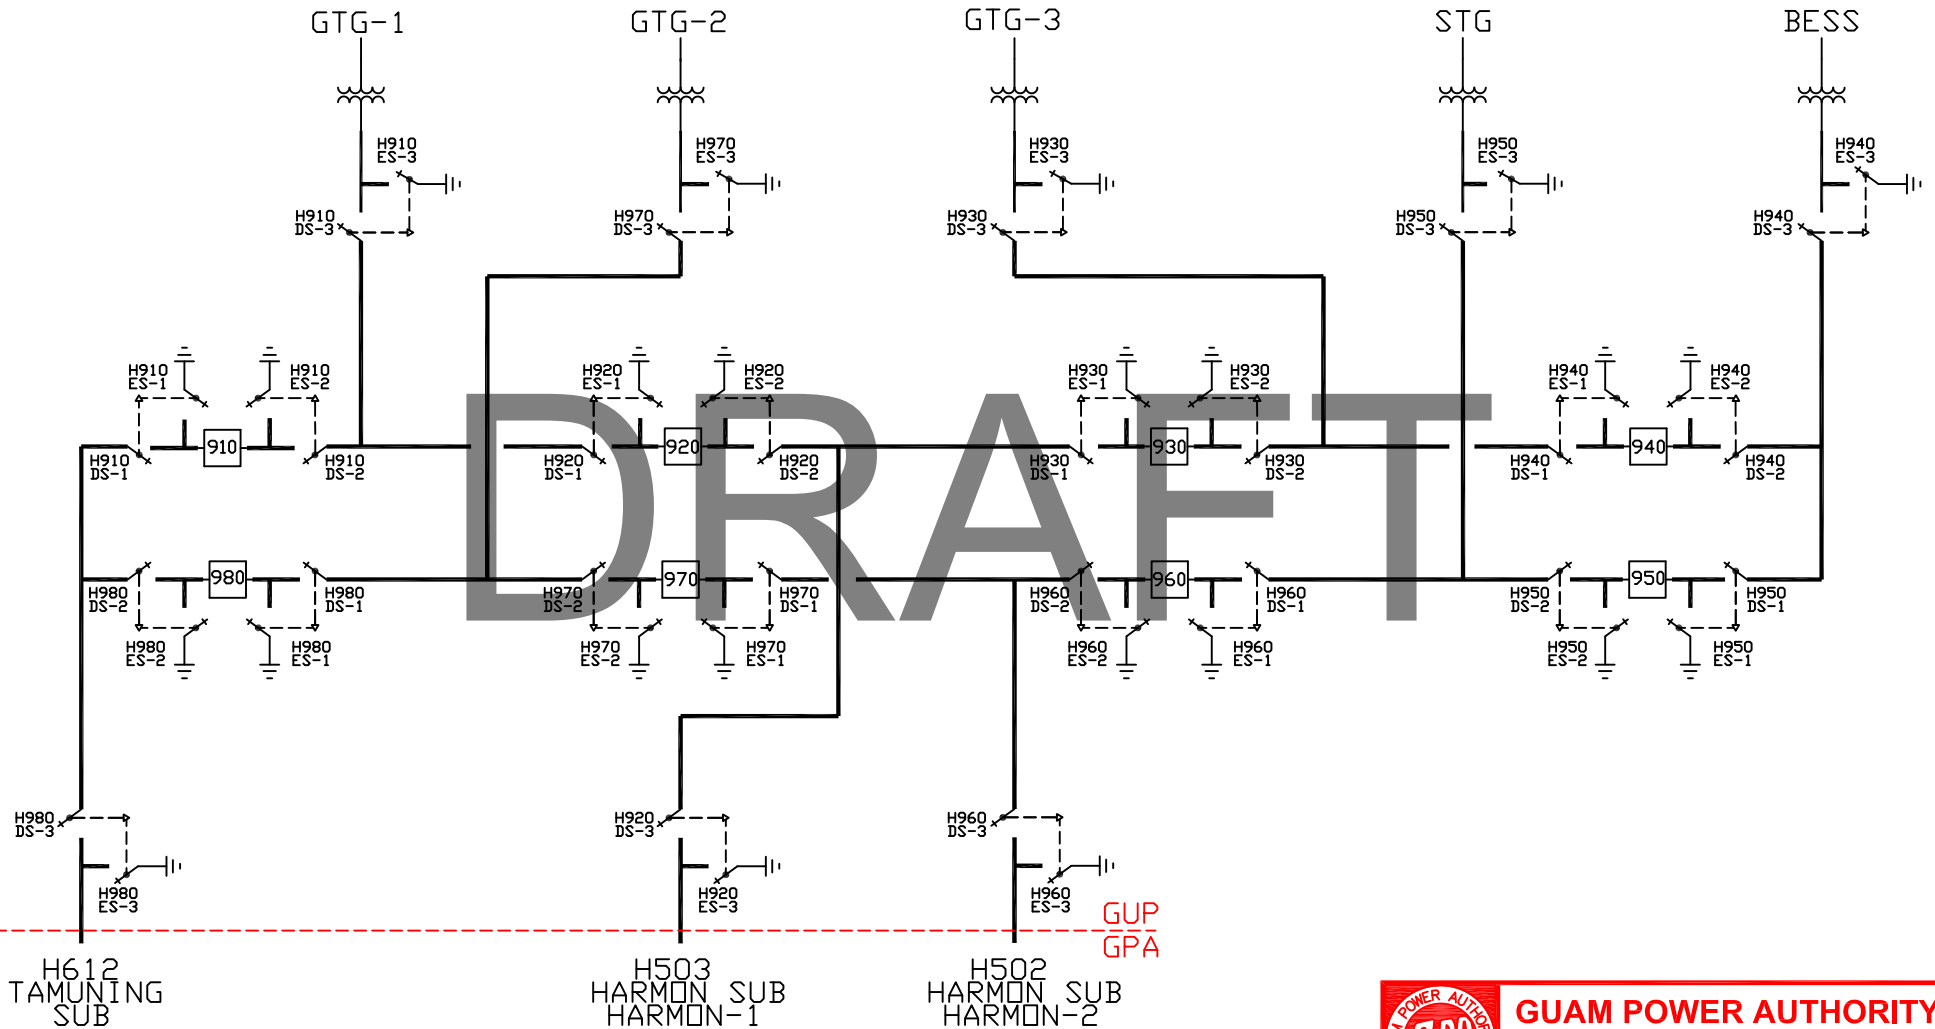 GTG-1
GTG-2
GTG-3
STG
BESS
H910
ES-3
H970
ES-3
H930
ES-3
H950
ES-3
H940
ES-3
H910
DS-3
H970
DS-3
H930
DS-3
H950
DS-3
H940
DS-3
H910
ES-1
H910
ES-2
H920
ES-1
H920
ES-2
H930
ES-1
H930
ES-2
H940
ES-1
H940
ES-2
910
920
930
940
H910
DS-1
H910
DS-2
H920
DS-1
H920
DS-2
H930
DS-1
H930
DS-2
H940
DS-1
H940
DS-2
DRAFT
980
970
960
950
H980
DS-2
H980
DS-1
H970
DS-2
H970
DS-1
H960
DS-2
H960
DS-1
H950
DS-2
H950
DS-1
H980
ES-2
H980
ES-1
H970
ES-2
H970
ES-1
H960
ES-2
H960
ES-1
H950
ES-2
H950
ES-1
H980
DS-3
H920
DS-3
H960
DS-3
H980
ES-3
H920
ES-3
H960
ES-3
GUP
GPA
H612
TAMUNING
SUB
H503
HARMON SUB
HARMON-1
H502
HARMON SUB
HARMON-2
POWER
GUAM POWER AUTHORITY